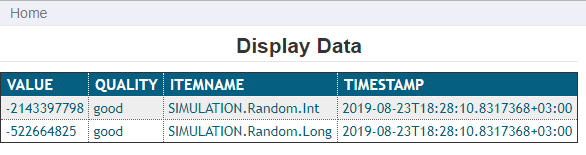 Home
Display Data
VALUE QUALITY ITEMNAME TIMESTAMP
-2143397798 good SIMULATION.Random.Int 2019-08-23T18:28:10.8317368+03:00
-522664825 good SIMULATION.Random.Long 2019-08-23T18:28:10.8317368+03:00